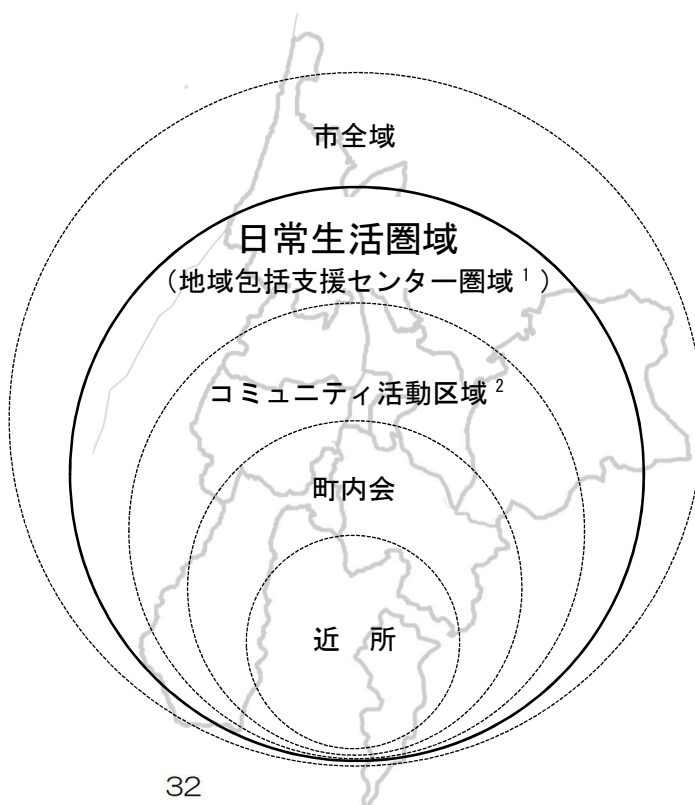 市全域
日常生活圏域
（地域包括支援センター圏域1）
コミュニティ活動区域2
町内会
近 所
32